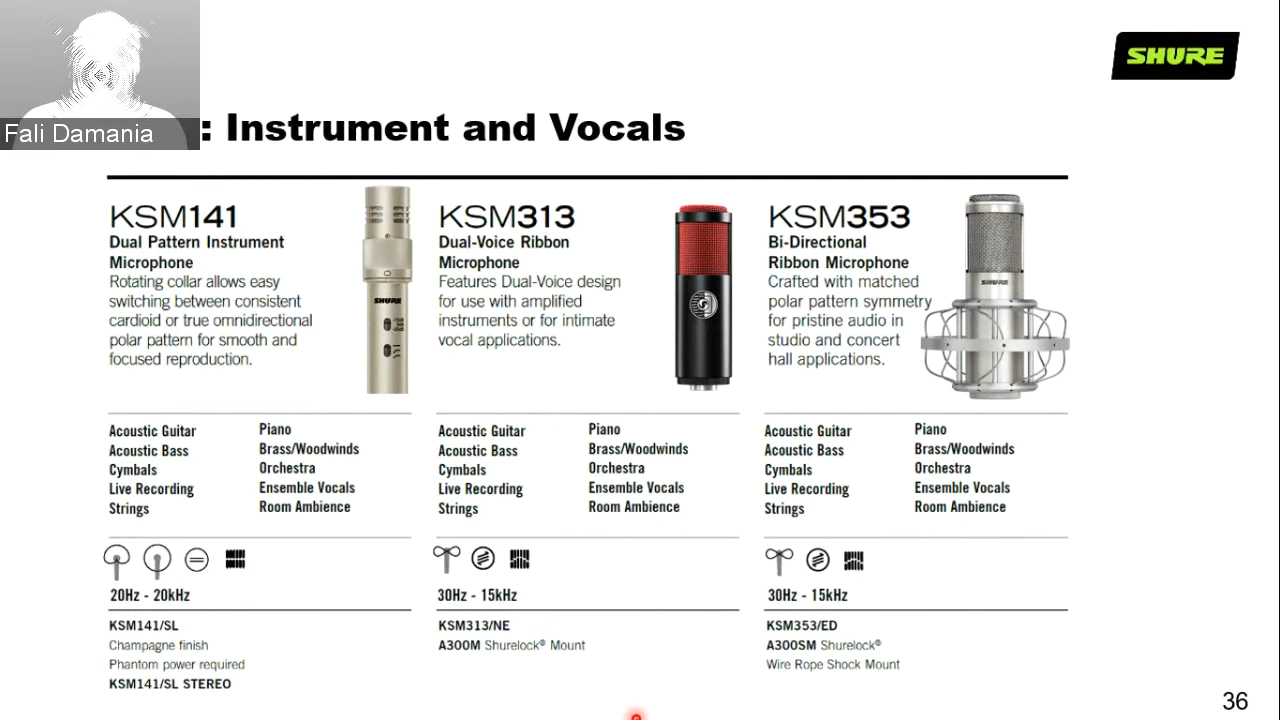 SHURE
Fali Damania
: Instrument and Vocals
KSM141
Dual Pattern Instrument
Microphone
Rotating collar allows easy
switching between consistent
cardioid or true omnidirectional
polar pattern for smooth and
focused reproduction.
SHURE
KSM313
Dual-Voice Ribbon
Microphone
Features Dual-Voice design
for use with amplified
instruments or for intimate
vocal applications.
KSM353
Bi-Directional
Ribbon Microphone
Crafted with matched
polar pattern symmetry
for pristine audio in
studio and concert
hall applications.
SHURE
Acoustic Guitar
Acoustic Bass
Cymbals
Live Recording
Strings
Piano
Brass/Woodwinds
Orchestra
Ensemble Vocals
Room Ambience
Acoustic Guitar
Acoustic Bass
Cymbals
Live Recording
Strings
Piano
Brass/Woodwinds
Orchestra
Ensemble Vocals
Room Ambience
Acoustic Guitar
Acoustic Bass
Cymbals
Live Recording
Strings
Piano
Brass/Woodwinds
Orchestra
Ensemble Vocals
Room Ambience
20Hz - 20kHz
30Hz - 15kHz
30Hz - 15kHz
KSM141/SL
Champagne finish
Phantom power required
KSM141/SL STEREO
KSM313/NE
A300M Shurelock® Mount
KSM353/ED
A300SM Shurelock®
Wire Rope Shock Mount
36